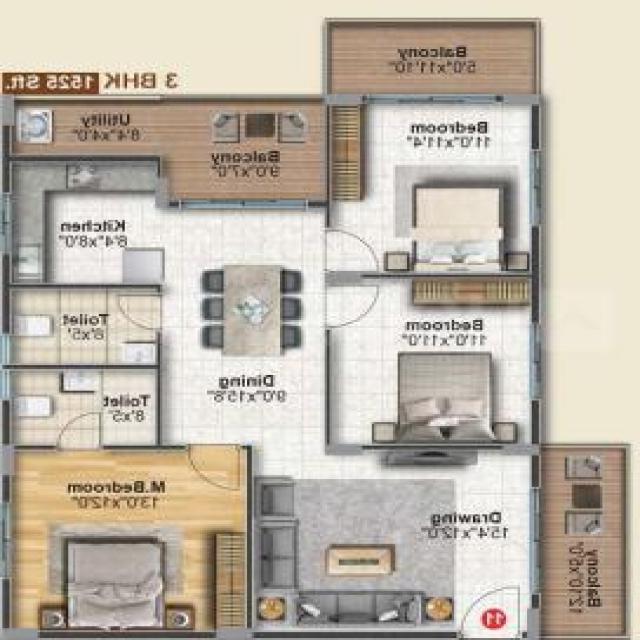 Balcony
5'0"x11'10"
3 BHK 1525 Sft.
Utility
8'4"x4'0"
Balcony
9'0"x7'0"
Bedroom
11'0"x11'4"
Kitchen
8'4"x8'0"
Toilet
8'x5'
Bedroom
11'0"x11'0"
Dining
9'0"x15'8"
Toilet
8'x5'
M.Bedroom
13'0"x12'0"
Drawing
15'4"x12'0"
Balcony
12'10"x5'0"
11